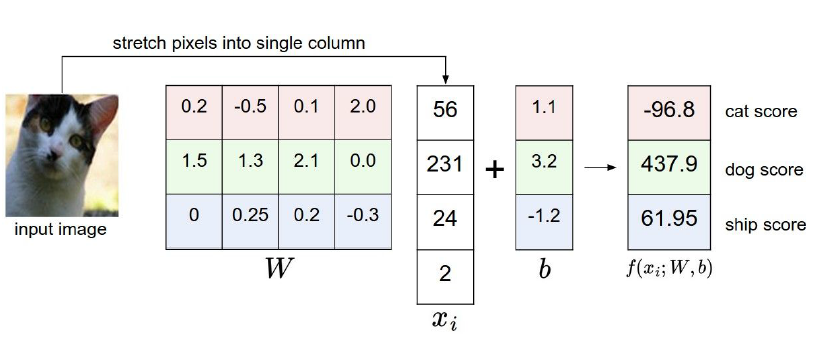 stretch pixels into single column
0.2 -0.5 0.1 2.0 56 1.1 -96.8 cat score
1.5 1.3 2.1 0.0 231 + 3.2 437.9 dog score
0 0.25 0.2 -0.3 24 -1.2 61.95 ship score
input image
2
W b f(x_i; W, b)
x_i